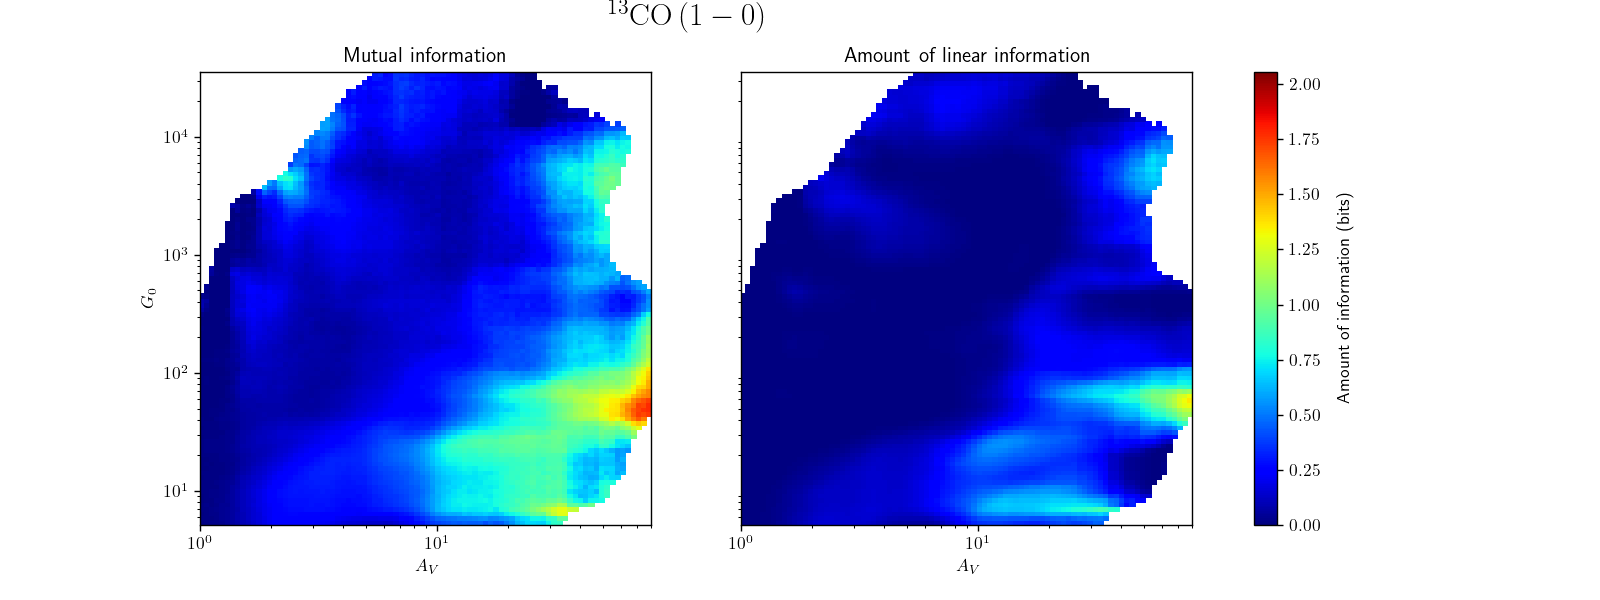 ¹³CO (1 − 0)
Mutual information
Amount of linear information
10⁴
10³
10²
10¹
G₀
10⁰
10¹
A_V
10⁰
10¹
A_V
2.00
1.75
1.50
1.25
1.00
0.75
0.50
0.25
0.00
Amount of information (bits)